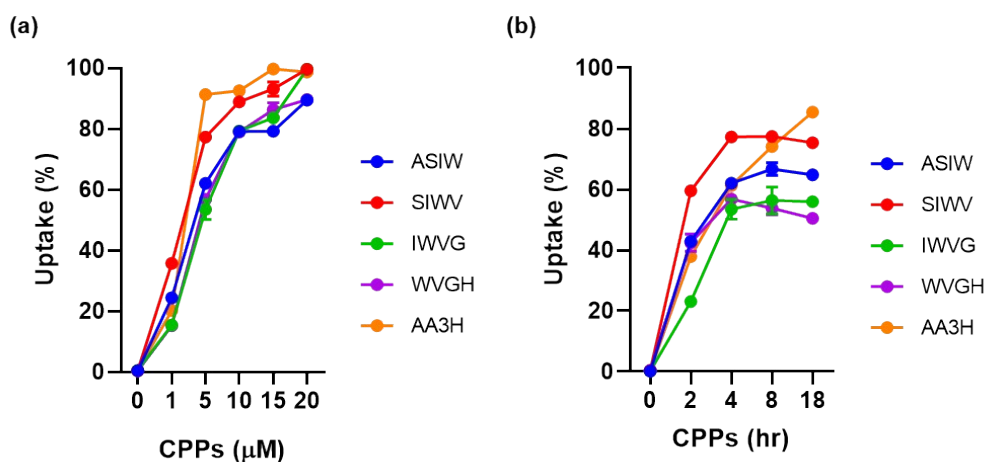 (a)
Uptake (%)
100
80
60
40
20
0
0 1 5 10 15 20
CPPs (μM)
ASIW
SIWV
IWVG
WVGH
AA3H
(b)
Uptake (%)
100
80
60
40
20
0
0 2 4 8 18
CPPs (hr)
ASIW
SIWV
IWVG
WVGH
AA3H